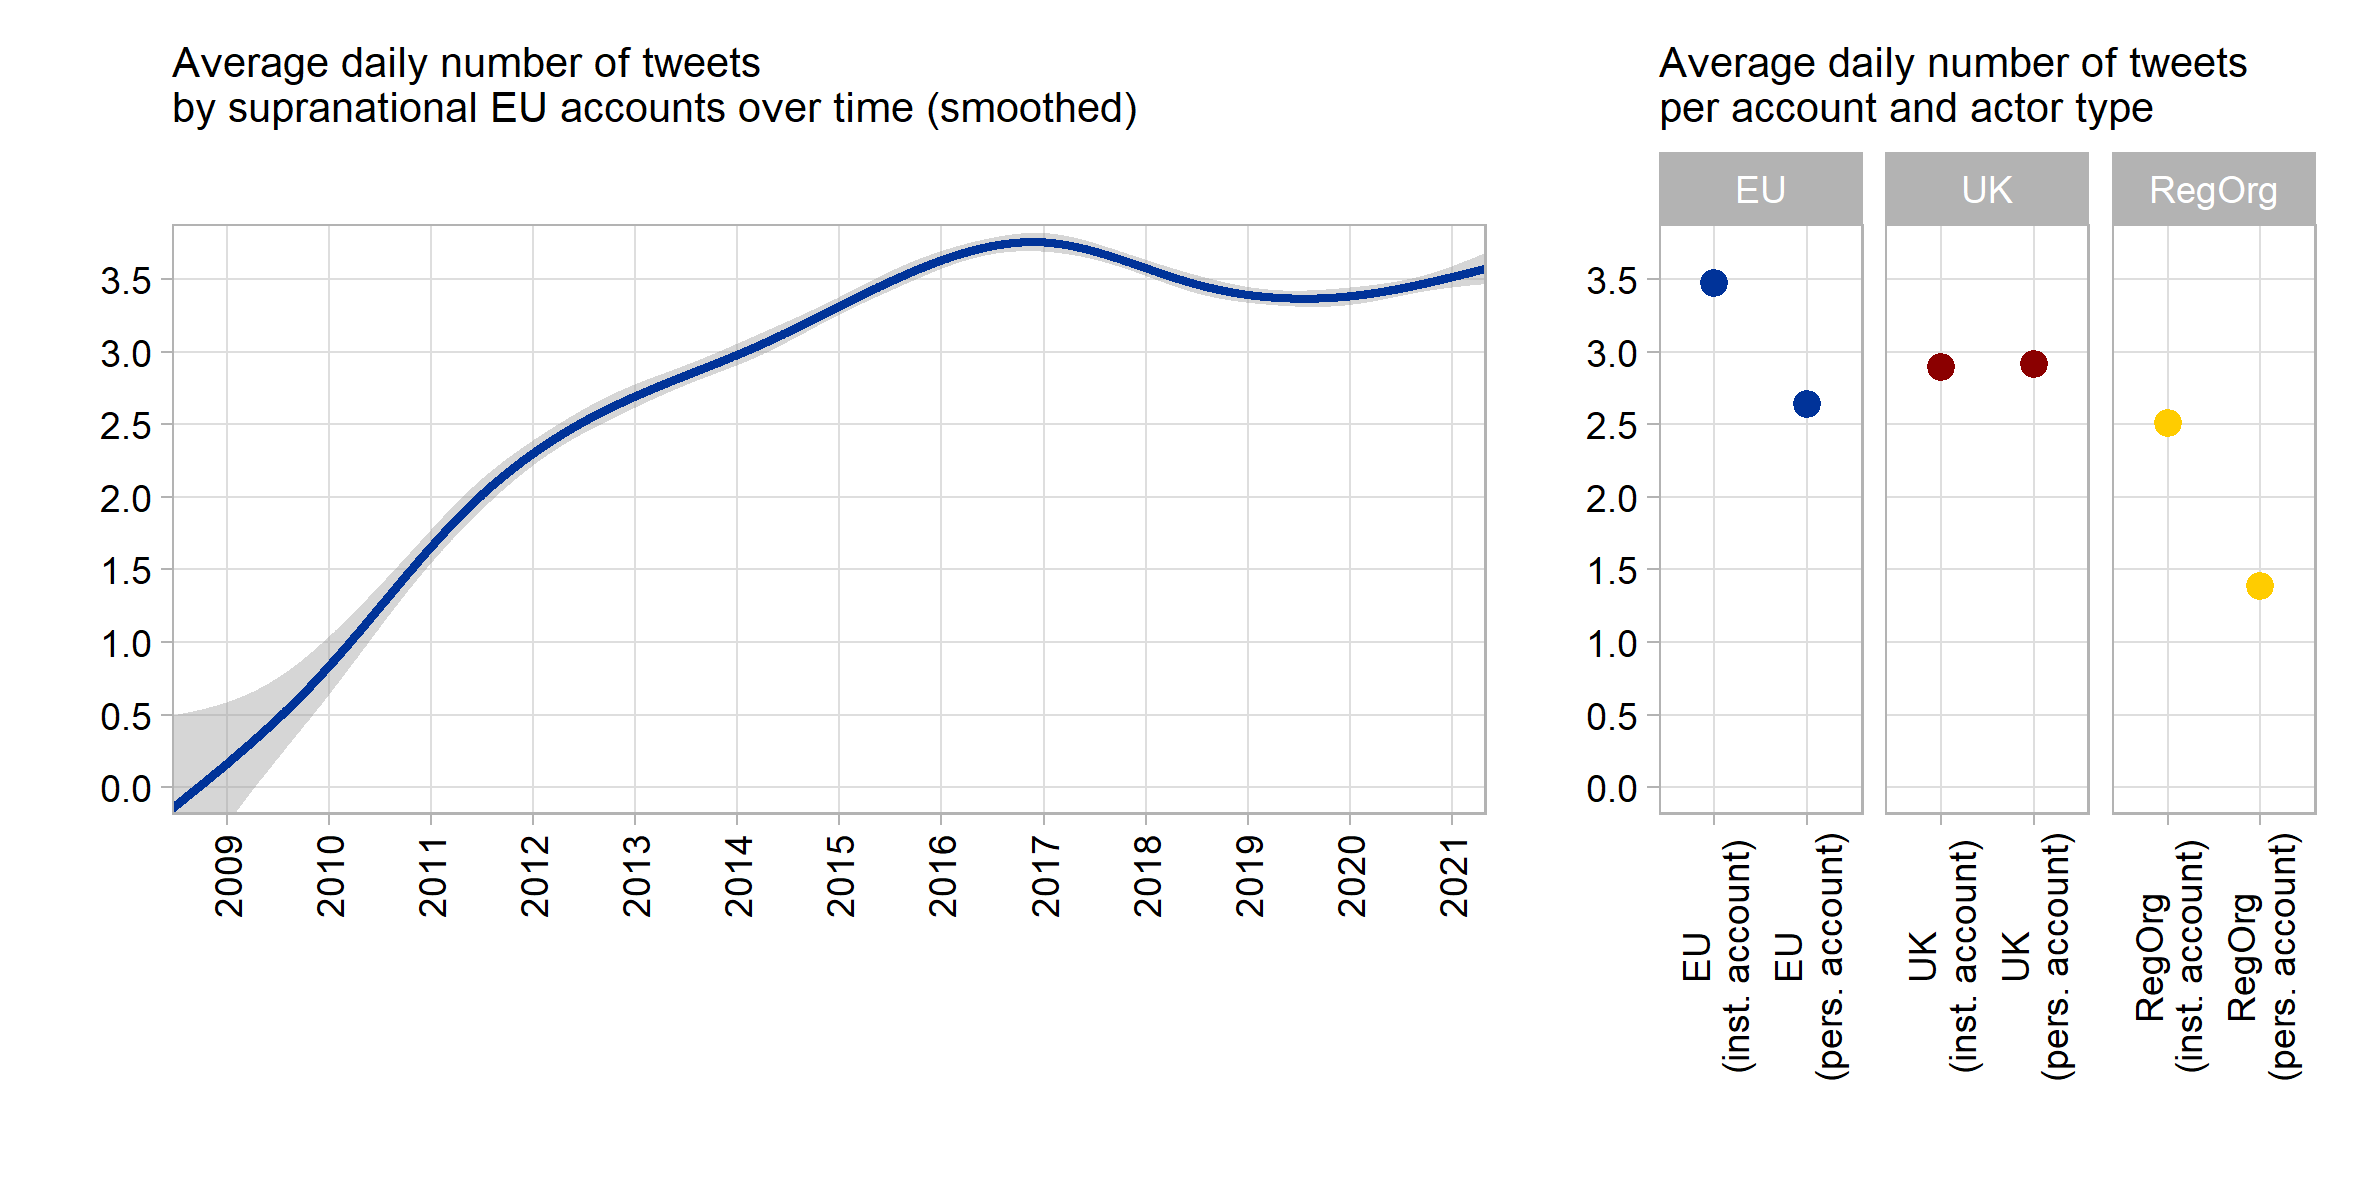 Average daily number of tweets
by supranational EU accounts over time (smoothed)
3.5
3.0
2.5
2.0
1.5
1.0
0.5
0.0
2009
2010
2011
2012
2013
2014
2015
2016
2017
2018
2019
2020
2021
Average daily number of tweets
per account and actor type
EU
UK
RegOrg
3.5
3.0
2.5
2.0
1.5
1.0
0.5
0.0
EU
(inst. account)
EU
(pers. account)
UK
(inst. account)
UK
(pers. account)
RegOrg
(inst. account)
RegOrg
(pers. account)